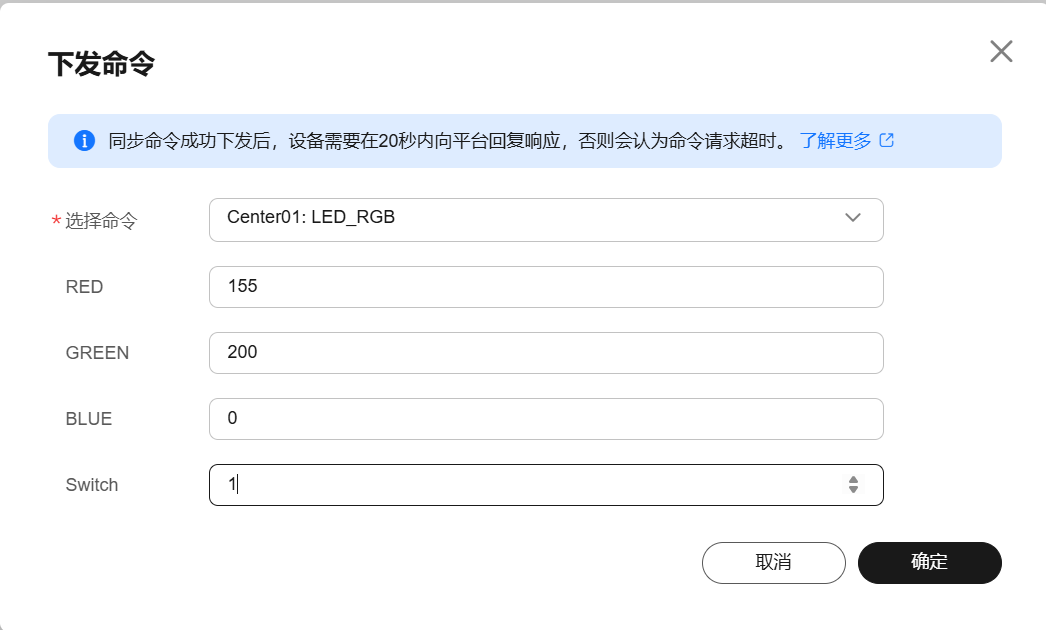 下发命令
同步命令成功下发后，设备需要在20秒内向平台回复响应，否则会认为命令请求超时。 了解更多
* 选择命令 Center01: LED_RGB
RED 155
GREEN 200
BLUE 0
Switch 1
取消 确定